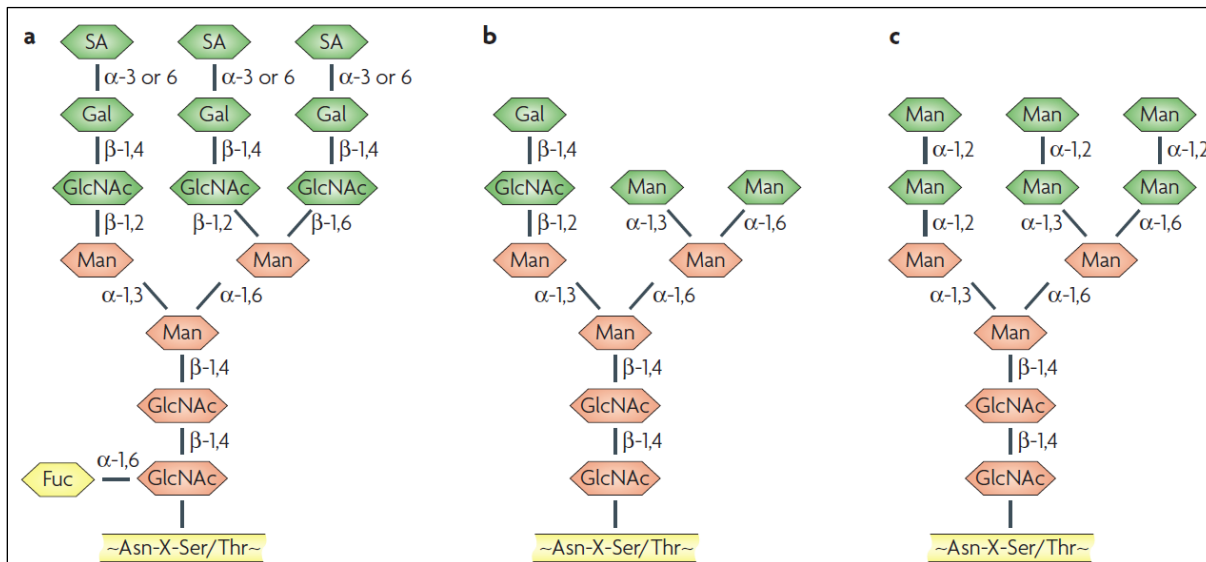 a b c
SA SA SA
α-3 or 6 α-3 or 6 α-3 or 6
Gal Gal Gal Gal Man Man Man
β-1,4 β-1,4 β-1,4 β-1,4 α-1,2 α-1,2 α-1,2
GlcNAc GlcNAc GlcNAc GlcNAc Man Man Man Man Man
β-1,2 β-1,2 β-1,6 β-1,2 α-1,3 α-1,6 α-1,2 α-1,3 α-1,6
Man Man Man Man Man Man
α-1,3 α-1,6 α-1,3 α-1,6 α-1,3 α-1,6
Man Man Man
β-1,4 β-1,4 β-1,4
GlcNAc GlcNAc GlcNAc
β-1,4 β-1,4 β-1,4
Fuc α-1,6 GlcNAc GlcNAc GlcNAc
~Asn-X-Ser/Thr~ ~Asn-X-Ser/Thr~ ~Asn-X-Ser/Thr~